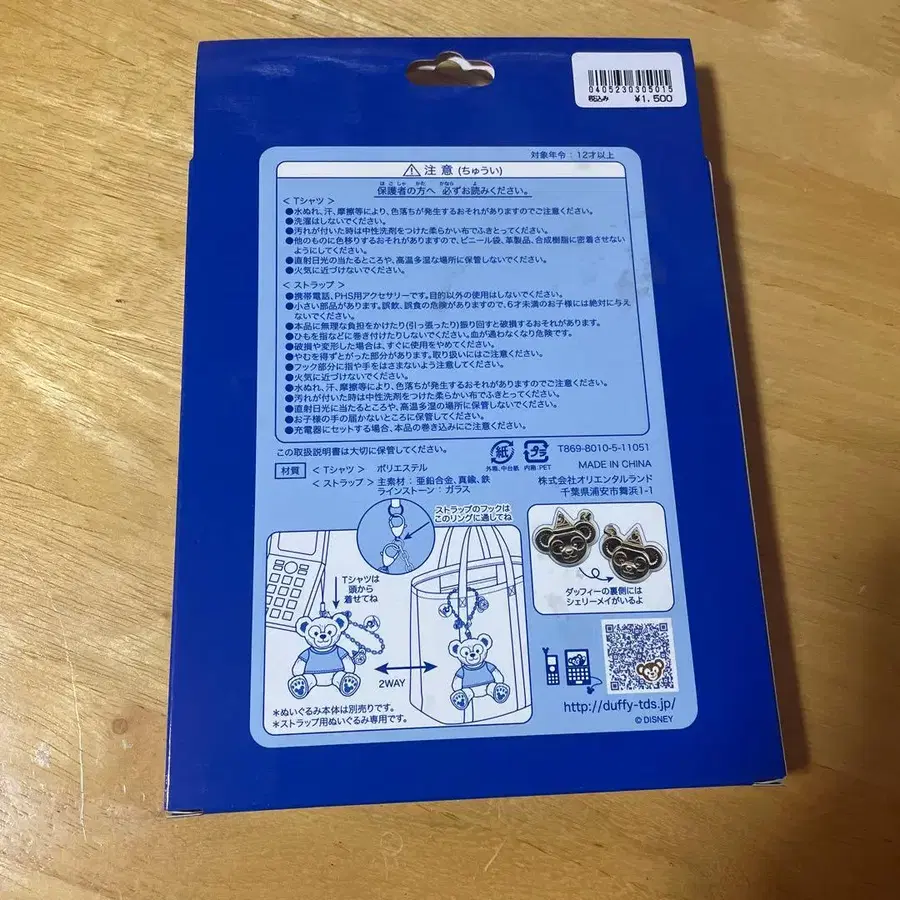 0405230305015
税込み ¥1,500
対象年令：12才以上
⚠注意(ちゅうい)
保護者の方へ 必ずお読みください。
ほごしゃ かた かなら よ
＜Tシャツ＞
●水ぬれ、汗、摩擦等により、色落ちが発生するおそれがありますのでご注意ください。
●洗濯はしないでください。
●汚れが付いた時は中性洗剤をつけた柔らかい布でふきとってください。
●他のものに色移りするおそれがありますので、ビニール袋、革製品、合成樹脂に密着させない
ようにしてください。
●直射日光の当たるところや、高温多湿な場所に保管しないでください。
●火気に近づけないでください。
＜ストラップ＞
●携帯電話、PHS用アクセサリーです。目的以外の使用はしないでください。
●小さい部品があります。誤飲、誤食の危険がありますので、6才未満のお子様には絶対に与え
ないでください。
●本品に無理な負担をかけたり(引っ張ったり)振り回すと破損するおそれがあります。
●ひもを指などに巻き付けたりしないでください。血が通わなくなり危険です。
●破損や変形した場合は、すぐに使用をやめてください。
●やむを得ずとがった部分があります。取り扱いにはご注意ください。
●フック部分に指や手をはさまないよう注意してください。
●火気に近づけないでください。
●水ぬれ、汗、摩擦等により、色落ちが発生するおそれがありますのでご注意ください。
●汚れが付いた時は中性洗剤をつけた柔らかい布でふきとってください。
●直射日光に当たるところや、高温多湿の場所に保管しないでください。
●お子様の手の届かないところに保管してください。
●充電器にセットする場合、本品の巻き込みにご注意ください。
この取扱説明書は大切に保管してください。
紙
外箱、中台紙
プラ
内箱：PET
T869-8010-5-11051
MADE IN CHINA
材質 ＜Tシャツ＞ ポリエステル
＜ストラップ＞ 主素材：亜鉛合金、真鍮、鉄
ラインストーン：ガラス
株式会社オリエンタルランド
千葉県浦安市舞浜1-1
ストラップのフックは
このリングに通してね
Tシャツは
頭から
着せてね
2WAY
＊ぬいぐるみ本体は別売りです。
＊ストラップ用ぬいぐるみ専用です。
ダッフィーの裏側には
シェリーメイがいるよ
http://duffy-tds.jp/
© DISNEY